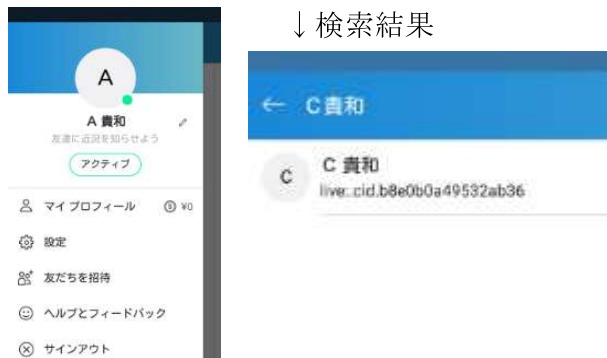 ↓検索結果
A
A 貴和
友達に近況を知らせよう
アクティブ
マイ プロフィール ¥0
設定
友だちを招待
ヘルプとフィードバック
サインアウト
← C貴和
C
C 貴和
live:.cid.b8e0b0a49532ab36